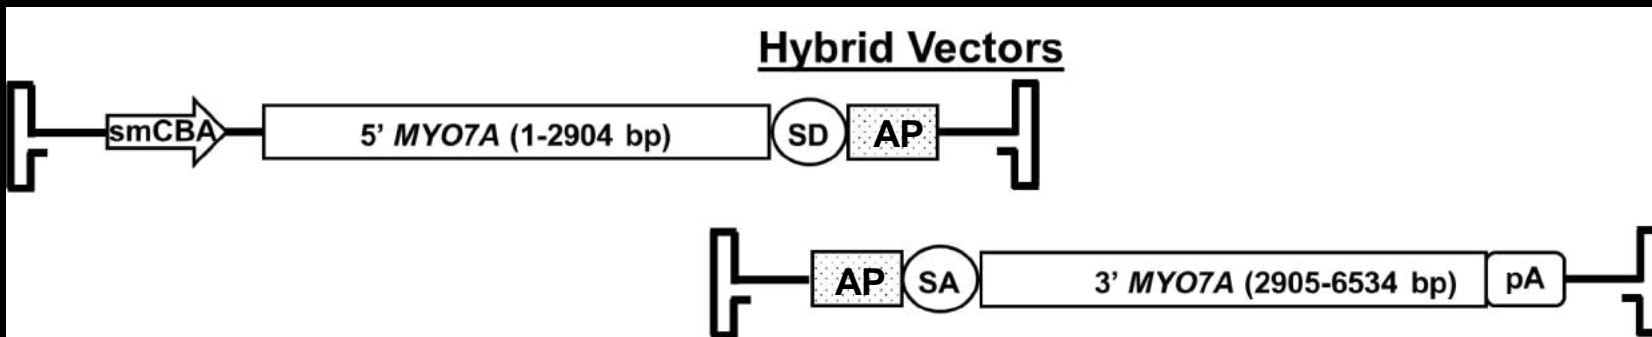 Hybrid Vectors
smCBA 5’ MYO7A (1-2904 bp) SD AP
AP SA 3’ MYO7A (2905-6534 bp) pA